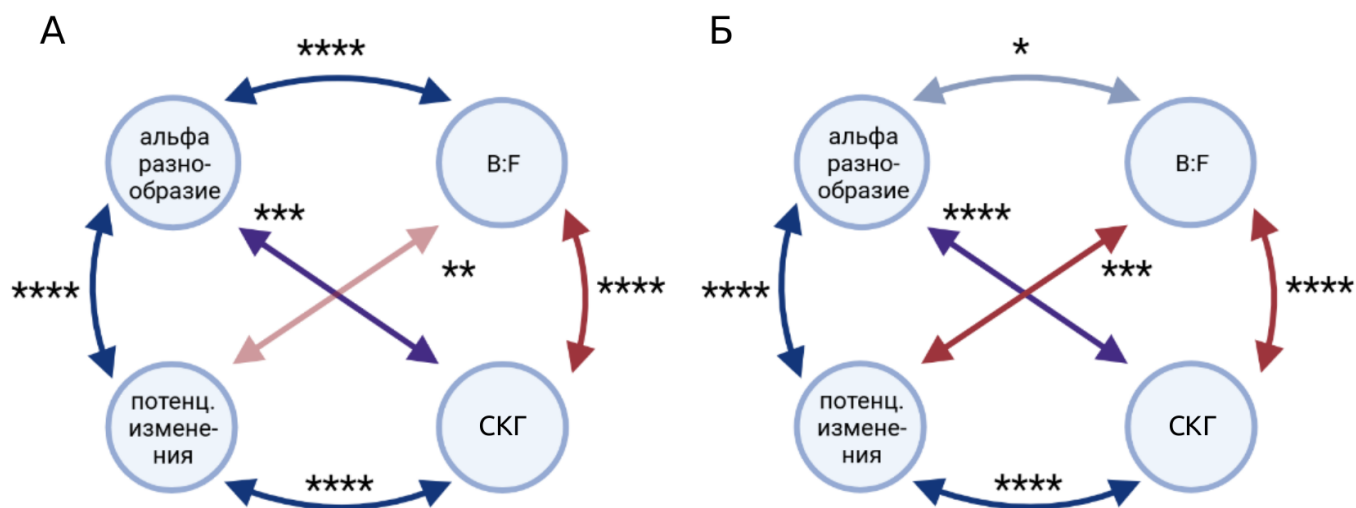 А
Б
****
*
альфа
разно-
образие
B:F
альфа
разно-
образие
B:F
***
****
**
***
****
****
****
****
потенц.
измене-
ния
СКГ
потенц.
измене-
ния
СКГ
****
****